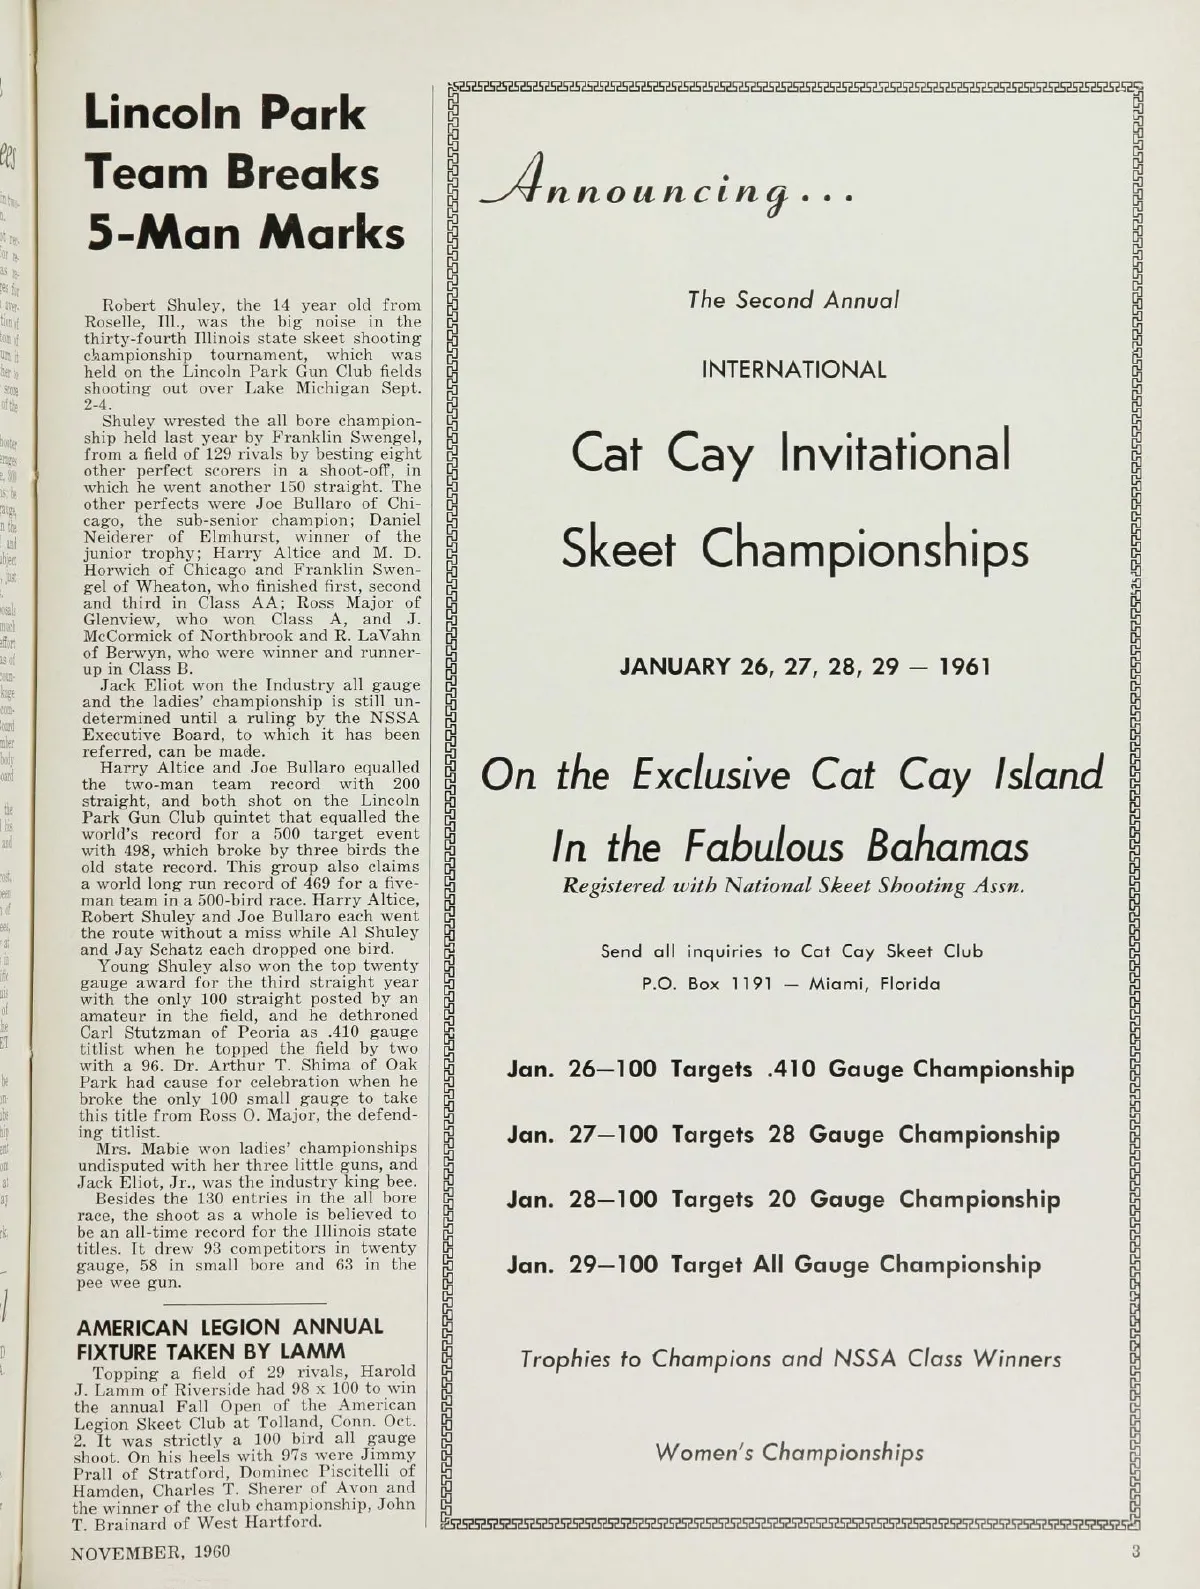 Lincoln Park
Team Breaks
5-Man Marks
Robert Shuley, the 14 year old from
Roselle, Ill., was the big noise in the
thirty-fourth Illinois state skeet shooting
championship tournament, which was
held on the Lincoln Park Gun Club fields
shooting out over Lake Michigan Sept.
2-4.
Shuley wrested the all bore champion-
ship held last year by Franklin Swengel,
from a field of 129 rivals by besting eight
other perfect scorers in a shoot-off, in
which he went another 150 straight. The
other perfects were Joe Bullaro of Chi-
cago, the sub-senior champion; Daniel
Neiderer of Elmhurst, winner of the
junior trophy; Harry Altice and M. D.
Horwich of Chicago and Franklin Swen-
gel of Wheaton, who finished first, second
and third in Class AA; Ross Major of
Glenview, who won Class A, and J.
McCormick of Northbrook and R. LaVahn
of Berwyn, who were winner and runner-
up in Class B.
Jack Eliot won the Industry all gauge
and the ladies' championship is still un-
determined until a ruling by the NSSA
Executive Board, to which it has been
referred, can be made.
Harry Altice and Joe Bullaro equalled
the two-man team record with 200
straight, and both shot on the Lincoln
Park Gun Club quintet that equalled the
world's record for a 500 target event
with 498, which broke by three birds the
old state record. This group also claims
a world long run record of 469 for a five-
man team in a 500-bird race. Harry Altice,
Robert Shuley and Joe Bullaro each went
the route without a miss while Al Shuley
and Jay Schatz each dropped one bird.
Young Shuley also won the top twenty
gauge award for the third straight year
with the only 100 straight posted by an
amateur in the field, and he dethroned
Carl Stutzman of Peoria as .410 gauge
titlist when he topped the field by two
with a 96. Dr. Arthur T. Shima of Oak
Park had cause for celebration when he
broke the only 100 small gauge to take
this title from Ross O. Major, the defend-
ing titlist.
Mrs. Mabie won ladies' championships
undisputed with her three little guns, and
Jack Eliot, Jr., was the industry king bee.
Besides the 130 entries in the all bore
race, the shoot as a whole is believed to
be an all-time record for the Illinois state
titles. It drew 93 competitors in twenty
gauge, 58 in small bore and 63 in the
pee wee gun.
AMERICAN LEGION ANNUAL
FIXTURE TAKEN BY LAMM
Topping a field of 29 rivals, Harold
J. Lamm of Riverside had 98 x 100 to win
the annual Fall Open of the American
Legion Skeet Club at Tolland, Conn. Oct.
2. It was strictly a 100 bird all gauge
shoot. On his heels with 97s were Jimmy
Prall of Stratford, Dominec Piscitelli of
Hamden, Charles T. Sherer of Avon and
the winner of the club championship, John
T. Brainard of West Hartford.
Announcing...
The Second Annual
INTERNATIONAL
Cat Cay Invitational
Skeet Championships
JANUARY 26, 27, 28, 29 — 1961
On the Exclusive Cat Cay Island
In the Fabulous Bahamas
Registered with National Skeet Shooting Assn.
Send all inquiries to Cat Cay Skeet Club
P.O. Box 1191 — Miami, Florida
Jan. 26—100 Targets .410 Gauge Championship
Jan. 27—100 Targets 28 Gauge Championship
Jan. 28—100 Targets 20 Gauge Championship
Jan. 29—100 Target All Gauge Championship
Trophies to Champions and NSSA Class Winners
Women's Championships
NOVEMBER, 1960
3